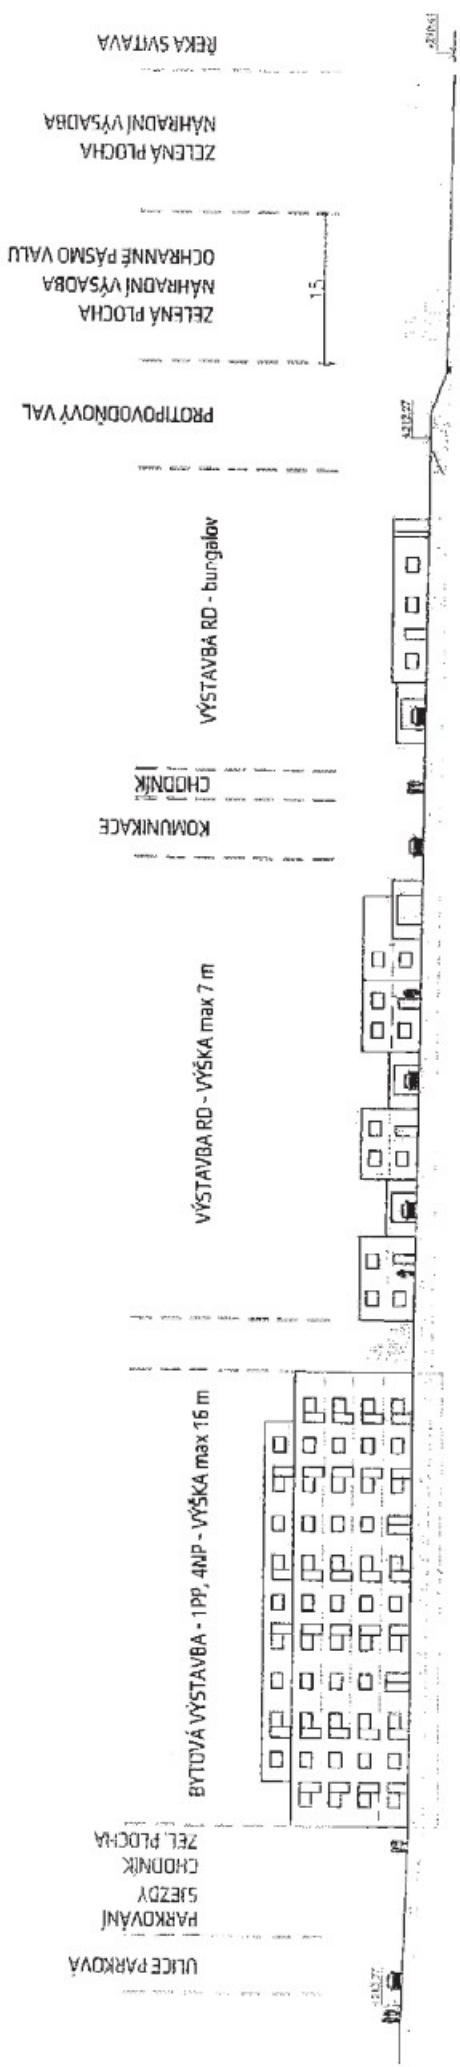 ULICE PARKOVÁ
PARKOVÁNÍ
SJEZDY
CHODNÍK
ZEL. PLOCHA
BYTOVÁ VÝSTAVBA - 1PP, 4NP - VÝŠKA max 16 m
VÝSTAVBA RD - VÝŠKA max 7 m
KOMUNIKACE
CHODNÍK
VÝSTAVBA RD - bungalov
PROTIPOVODŇOVÝ VAL
ZELENÁ PLOCHA
NÁHRADNÍ VÝSADBA
OCHRANNÉ PÁSMO VALU
15
ZELENÁ PLOCHA
NÁHRADNÍ VÝSADBA
ŘEKA SVITAVA